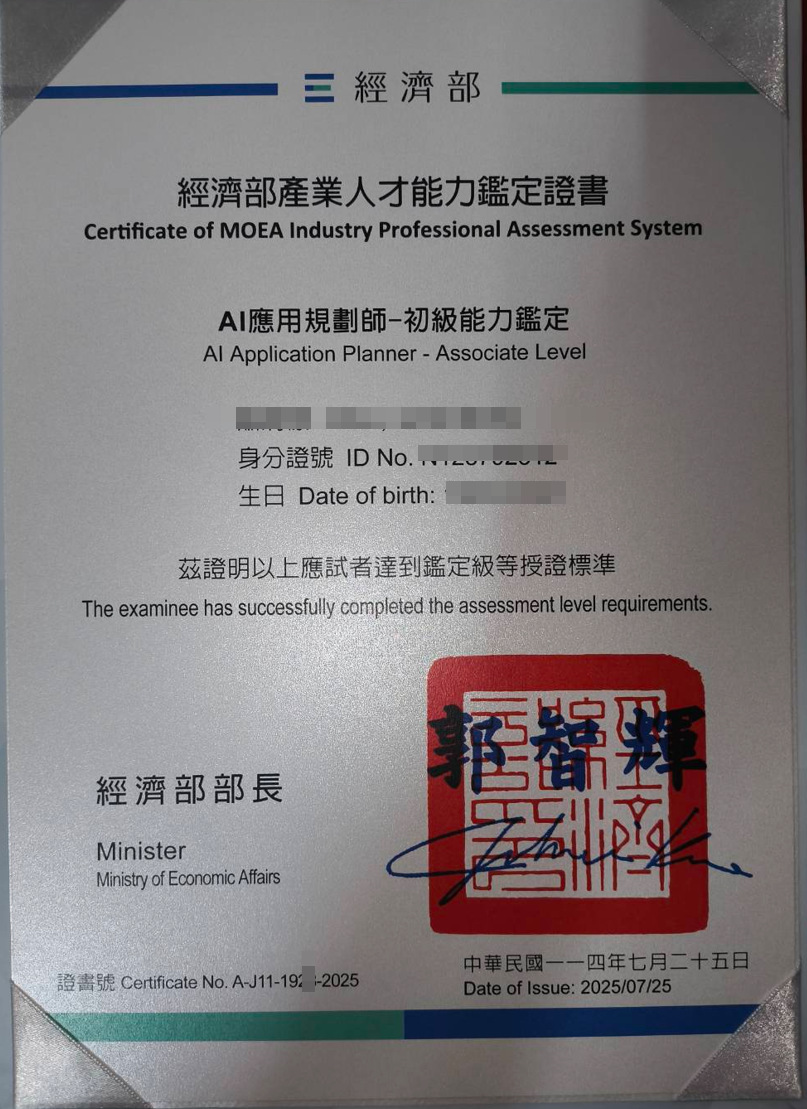 經濟部
經濟部產業人才能力鑑定證書
Certificate of MOEA Industry Professional Assessment System
AI應用規劃師-初級能力鑑定
AI Application Planner - Associate Level
身分證號 ID No.
生日 Date of birth:
茲證明以上應試者達到鑑定級等授證標準
The examinee has successfully completed the assessment level requirements.
經濟部部長
郭智輝
Minister
Ministry of Economic Affairs
證書號 Certificate No. A-J11-192 -2025
中華民國一一四年七月二十五日
Date of Issue: 2025/07/25